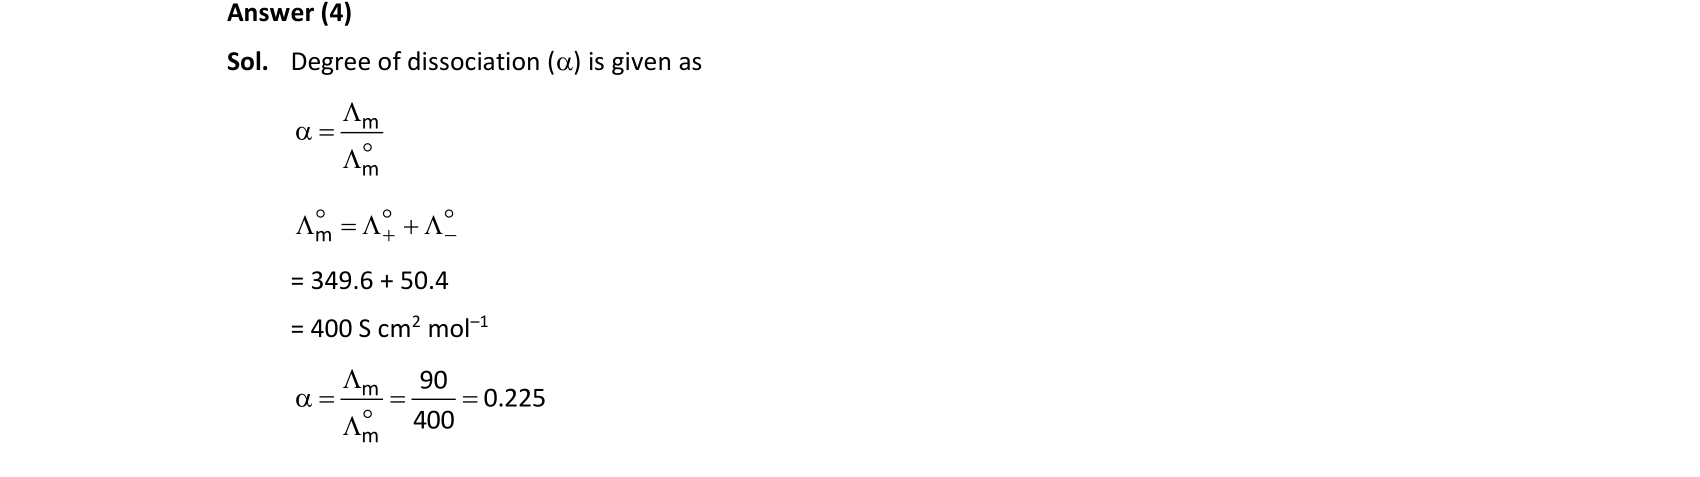 Answer (4)
Sol. Degree of dissociation (α) is given as
α = Λm / Λ°m
Λ°m = Λ°+ + Λ°−
= 349.6 + 50.4
= 400 S cm² mol⁻¹
α = Λm / Λ°m = 90 / 400 = 0.225